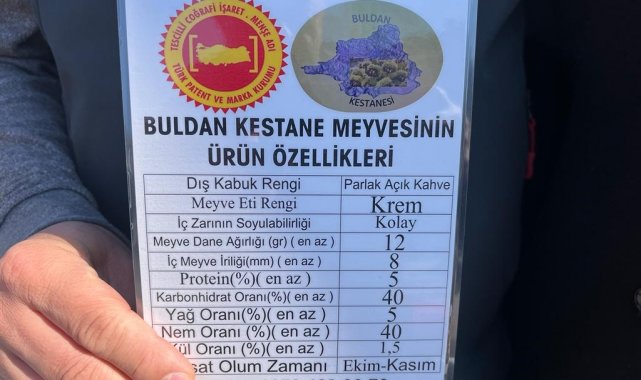 TESCİLLİ COĞRAFİ İŞARET . MENŞE ADI
TÜRK PATENT VE MARKA KURUMU
BULDAN
KESTANESİ
BULDAN KESTANE MEYVESİNİN
ÜRÜN ÖZELLİKLERİ
Dış Kabuk Rengi Parlak Açık Kahve
Meyve Eti Rengi Krem
İç Zarının Soyulabilirliği Kolay
Meyve Dane Ağırlığı (gr) ( en az ) 12
İç Meyve İriliği(mm) ( en az ) 8
Protein(%)( en az ) 5
Karbonhidrat Oranı(%)( en az ) 40
Yağ Oranı(%)( en az ) 5
Nem Oranı (%)( en az ) 40
Kül Oranı (%)( en az ) 1,5
sat Olum Zamanı Ekim-Kasım